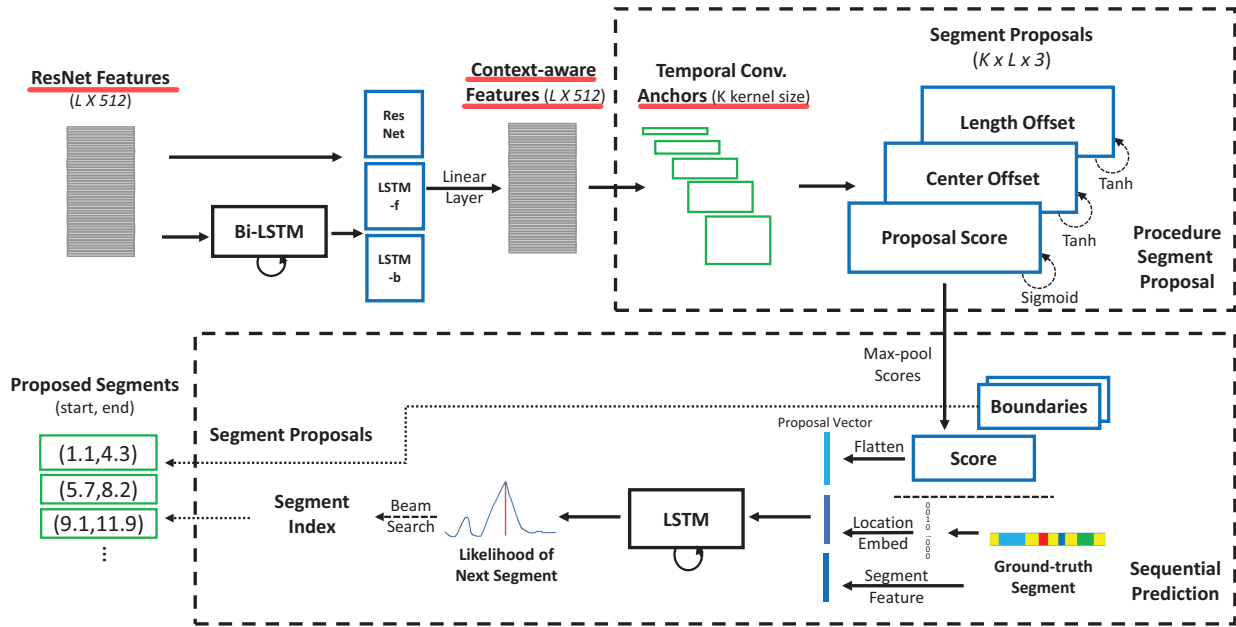 ResNet Features
(L X 512)
Bi-LSTM
Res
Net
LSTM
-f
LSTM
-b
Linear
Layer
Context-aware
Features (L X 512)
Temporal Conv.
Anchors (K kernel size)
Segment Proposals
(K x L x 3)
Length Offset
Tanh
Center Offset
Tanh
Proposal Score
Sigmoid
Procedure
Segment
Proposal
Max-pool
Scores
Proposed Segments
(start, end)
(1.1,4.3)
(5.7,8.2)
(9.1,11.9)
...
Segment Proposals
Boundaries
Proposal Vector
Flatten
Score
Segment
Index
Beam
Search
Likelihood of
Next Segment
LSTM
Location
Embed
0010 ...000
Segment
Feature
Ground-truth
Segment
Sequential
Prediction